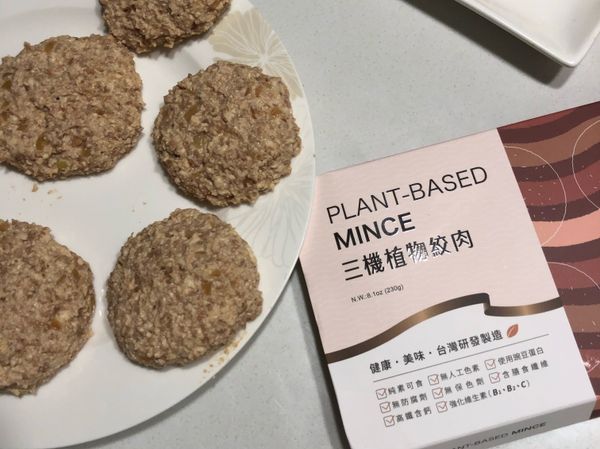 PLANT-BASED
MINCE
三機植物絞肉
N.W.:8.1oz (230g)
健康・美味・台灣研發製造
純素可食 無人工色素 使用豌豆蛋白
無防腐劑 無保色劑 含膳食纖維
高鐵含鈣 強化維生素(B₁、B₂、C)
PLANT-BASED MINCE